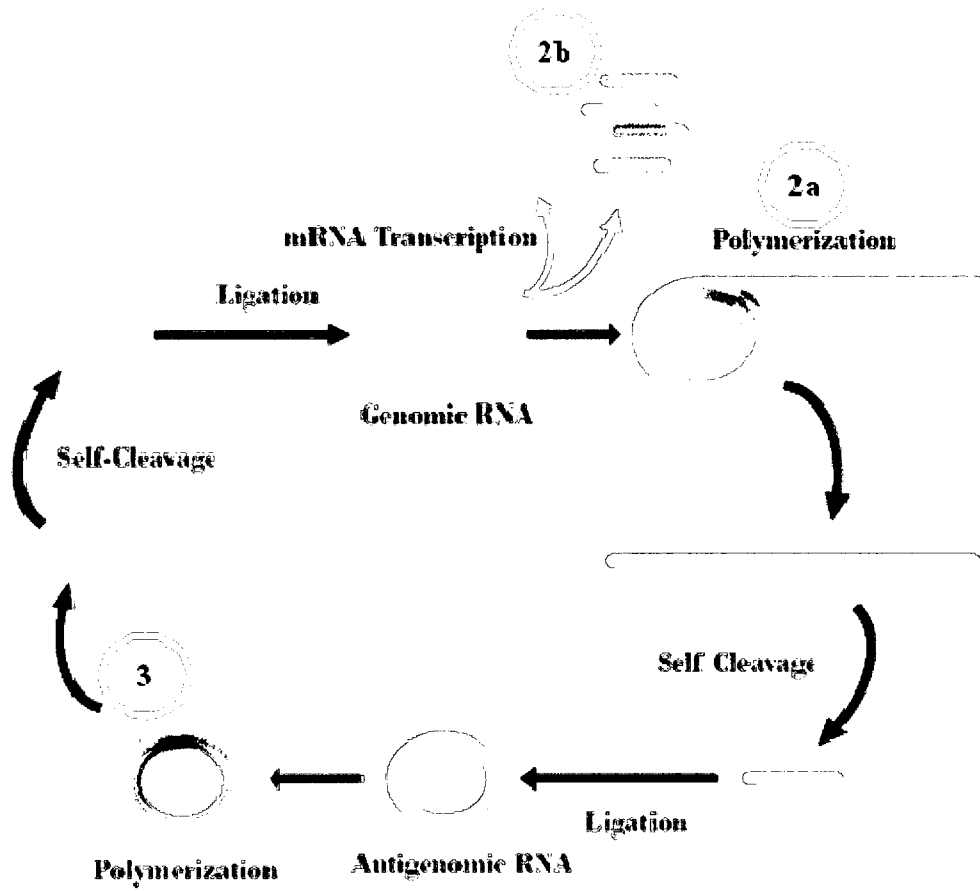 2b
2a
mRNA Transcription
Polymerization
Ligation
Genomic RNA
Self-Cleavage
Self Cleavage
3
Ligation
Polymerization
Antigenomic RNA